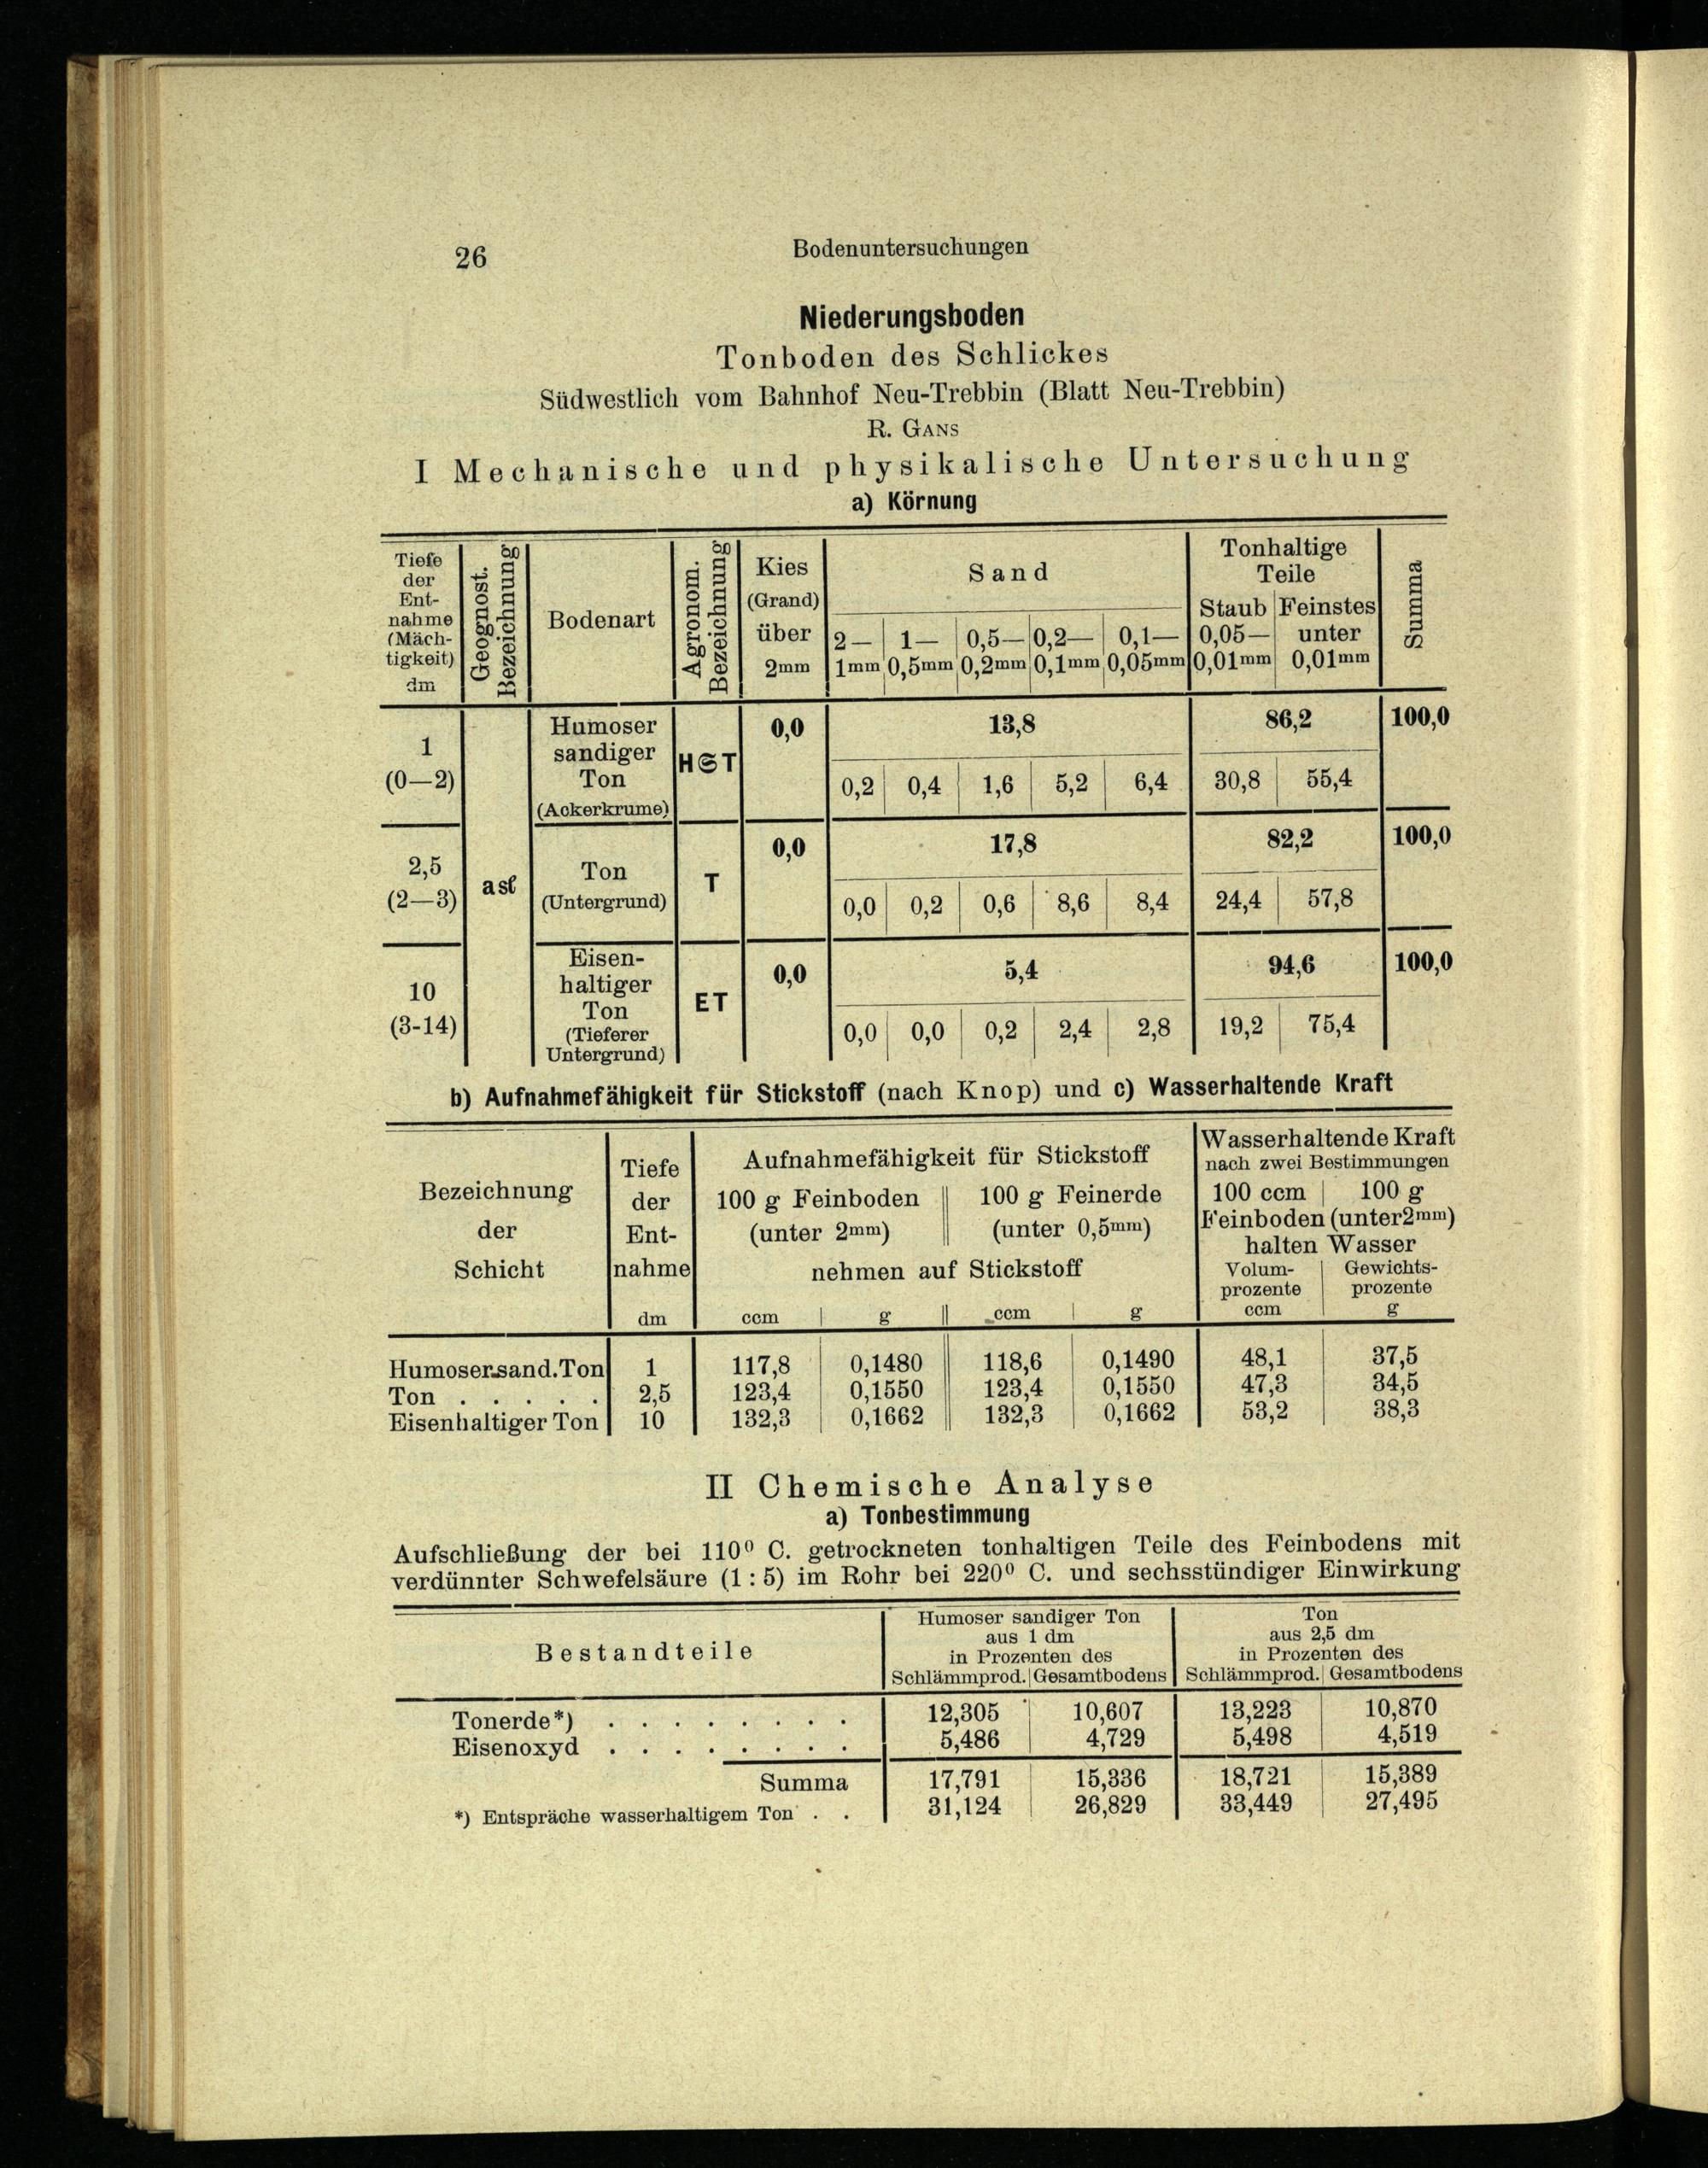 26
Bodenuntersuchungen
Niederungsboden
Tonboden des Schlickes
Südwestlich vom Bahnhof Neu-Trebbin (Blatt Neu-Trebbin)
R. GANS
I Mechanische und physikalische Untersuchung
a) Körnung
Tiefe der Ent- nahme (Mäch- tigkeit) dm | Geognost. Bezeichnung | Bodenart | Agronom. Bezeichnung | Kies (Grand) über 2mm | Sand | Tonhaltige Teile | Summa
2— 1mm | 1— 0,5mm | 0,5— 0,2mm | 0,2— 0,1mm | 0,1— 0,05mm | Staub 0,05— 0,01mm | Feinstes unter 0,01mm
1 (0—2) | Humoser sandiger Ton (Ackerkrume) | HST | 0,0 | 13,8 | 86,2 | 100,0
0,2 | 0,4 | 1,6 | 5,2 | 6,4 | 30,8 | 55,4
2,5 (2—3) | asf | Ton (Untergrund) | T | 0,0 | 17,8 | 82,2 | 100,0
0,0 | 0,2 | 0,6 | 8,6 | 8,4 | 24,4 | 57,8
10 (3-14) | Eisen- haltiger Ton (Tieferer Untergrund) | ET | 0,0 | 5,4 | 94,6 | 100,0
0,0 | 0,0 | 0,2 | 2,4 | 2,8 | 19,2 | 75,4
b) Aufnahmefähigkeit für Stickstoff (nach Knop) und c) Wasserhaltende Kraft
Bezeichnung der Schicht | Tiefe der Ent- nahme dm | Aufnahmefähigkeit für Stickstoff | Wasserhaltende Kraft nach zwei Bestimmungen
100 g Feinboden (unter 2mm) | 100 g Feinerde (unter 0,5mm) | 100 ccm | 100 g
nehmen auf Stickstoff | Feinboden (unter 2mm) halten Wasser
Volum- prozente | Gewichts- prozente
ccm | g | ccm | g | ccm | g
Humoser sand. Ton | 1 | 117,8 | 0,1480 | 118,6 | 0,1490 | 48,1 | 37,5
Ton . . . . . | 2,5 | 123,4 | 0,1550 | 123,4 | 0,1550 | 47,3 | 34,5
Eisenhaltiger Ton | 10 | 132,3 | 0,1662 | 132,3 | 0,1662 | 53,2 | 38,3
II Chemische Analyse
a) Tonbestimmung
Aufschließung der bei 110⁰ C. getrockneten tonhaltigen Teile des Feinbodens mit
verdünnter Schwefelsäure (1 : 5) im Rohr bei 220⁰ C. und sechsstündiger Einwirkung
Bestandteile | Humoser sandiger Ton aus 1 dm in Prozenten des | Ton aus 2,5 dm in Prozenten des
Schlämmprod. | Gesamtbodens | Schlämmprod. | Gesamtbodens
Tonerde*) . . . . . . . . | 12,305 | 10,607 | 13,223 | 10,870
Eisenoxyd . . . . . . . . | 5,486 | 4,729 | 5,498 | 4,519
Summa | 17,791 | 15,336 | 18,721 | 15,389
*) Entspräche wasserhaltigem Ton . . | 31,124 | 26,829 | 33,449 | 27,495